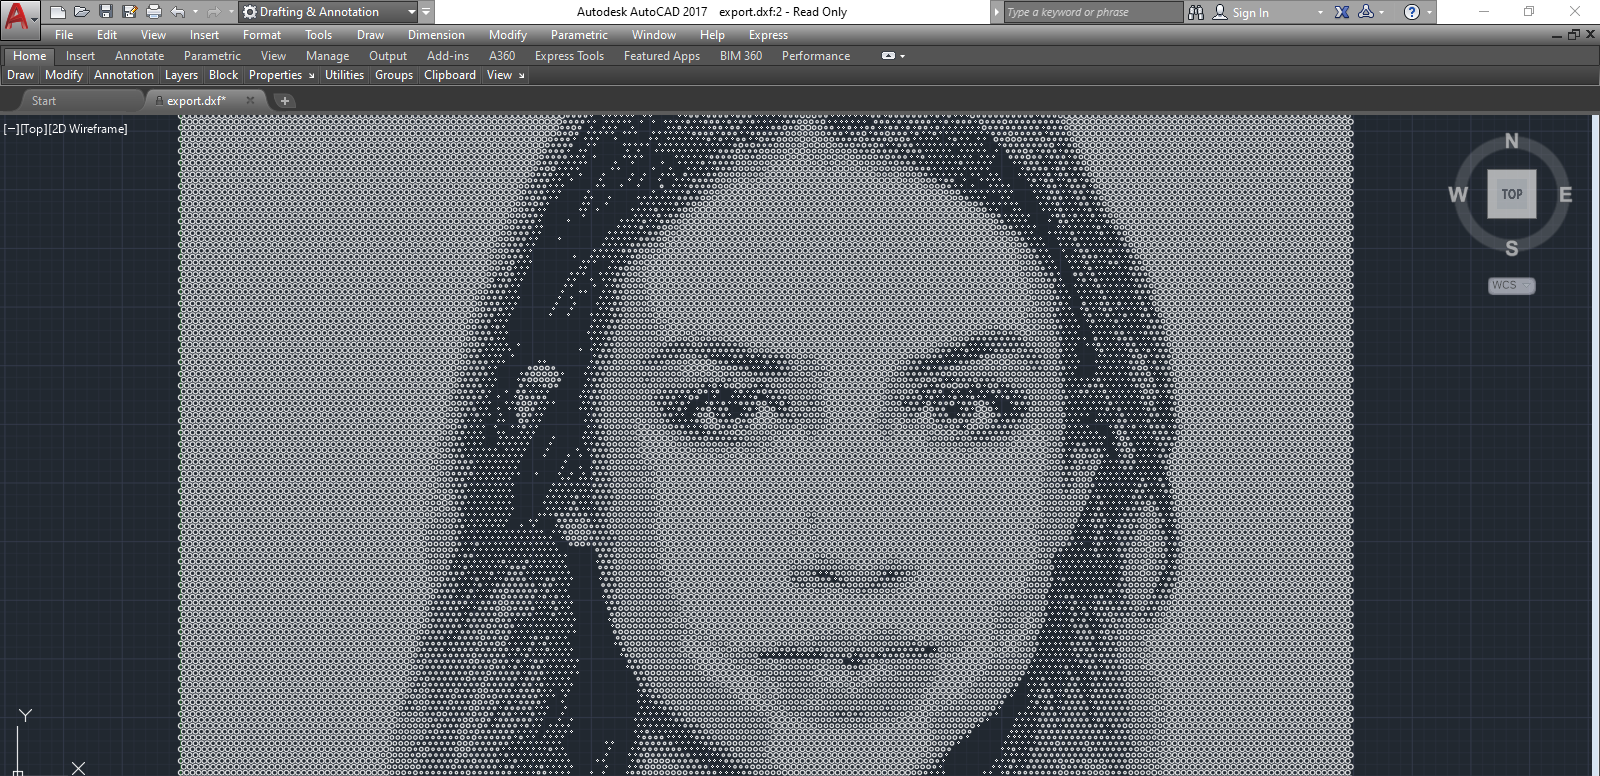 Drafting & Annotation
Autodesk AutoCAD 2017 export.dxf:2 - Read Only
Type a keyword or phrase
Sign In
File Edit View Insert Format Tools Draw Dimension Modify Parametric Window Help Express
Home Insert Annotate Parametric View Manage Output Add-ins A360 Express Tools Featured Apps BIM 360 Performance
Draw Modify Annotation Layers Block Properties Utilities Groups Clipboard View
Start export.dxf*
[−][Top][2D Wireframe]
N
W TOP E
S
WCS
Y
X